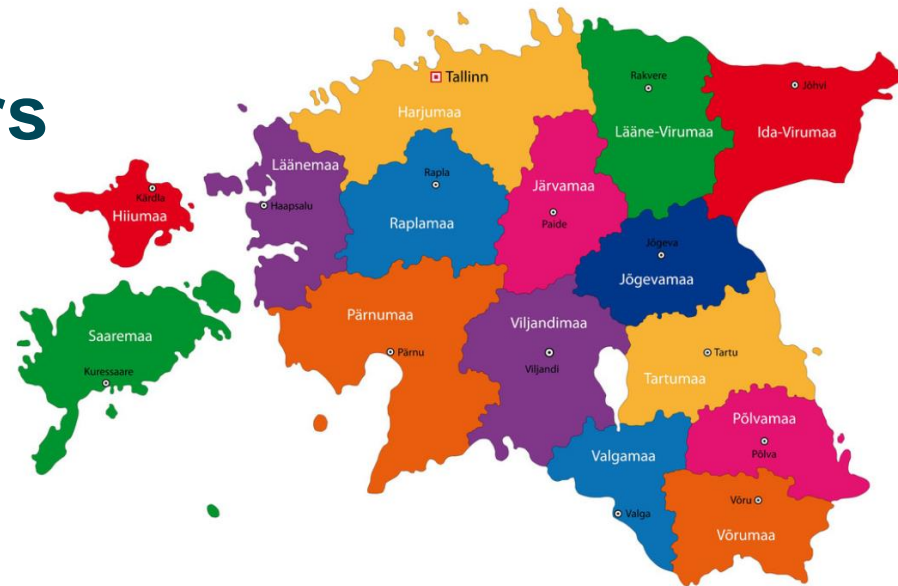 rs
Tallinn
Harjumaa
Rakvere
Lääne-Virumaa
Jõhvi
Ida-Virumaa
Läänemaa
Haapsalu
Rapla
Raplamaa
Järvamaa
Paide
Kärdla
Hiiumaa
Jõgeva
Jõgevamaa
Saaremaa
Kuressaare
Pärnumaa
Pärnu
Viljandimaa
Viljandi
Tartu
Tartumaa
Põlvamaa
Põlva
Valgamaa
Valga
Võru
Võrumaa